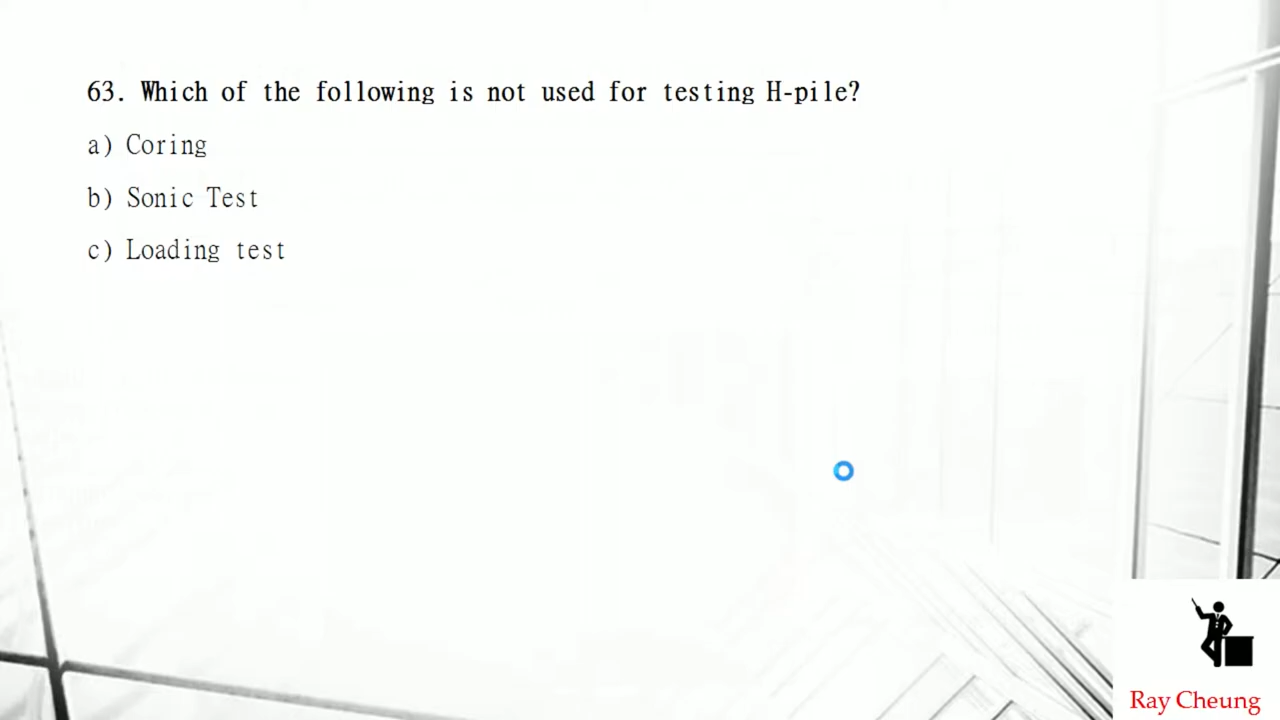 63. Which of the following is not used for testing H-pile?
a) Coring
b) Sonic Test
c) Loading test
Ray Cheung